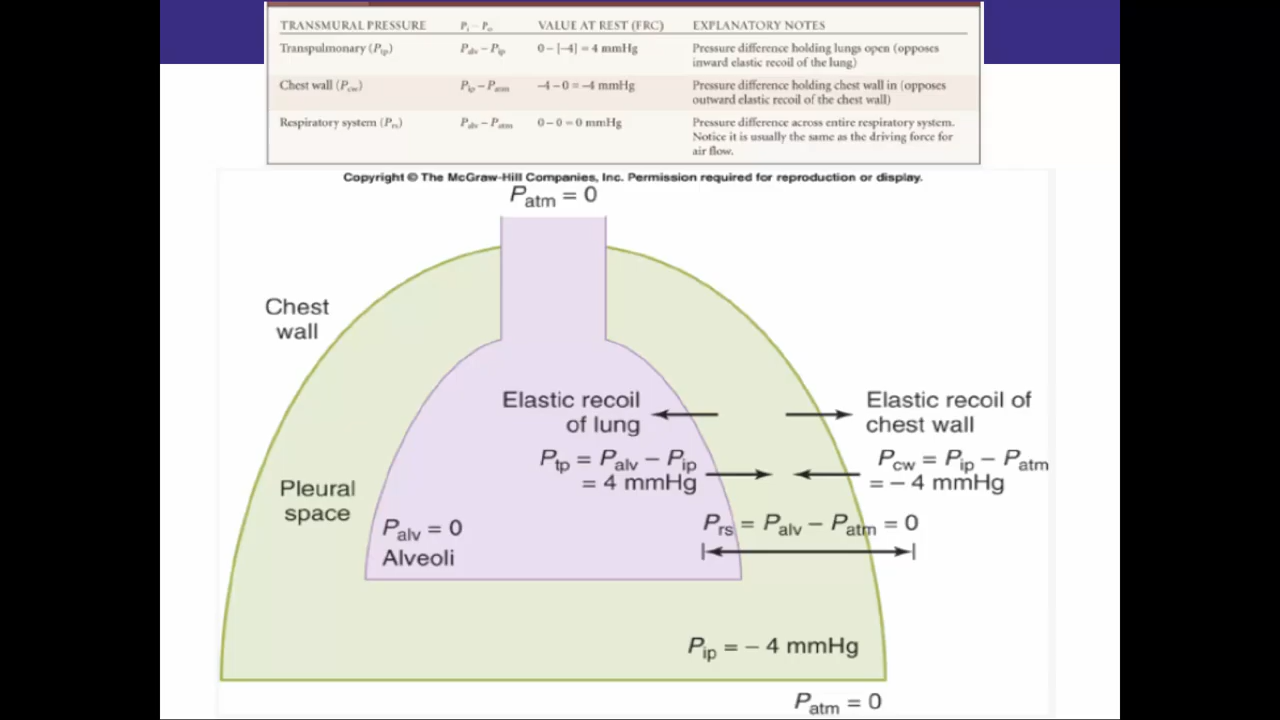 TRANSMURAL PRESSURE Pi – Po VALUE AT REST (FRC) EXPLANATORY NOTES
Transpulmonary (Ptp) Palv – Pip 0 – [–4] = 4 mmHg Pressure difference holding lungs open (opposes
inward elastic recoil of the lung)
Chest wall (Pcw) Pip – Patm –4 – 0 = –4 mmHg Pressure difference holding chest wall in (opposes
outward elastic recoil of the chest wall)
Respiratory system (Prs) Palv – Patm 0 – 0 = 0 mmHg Pressure difference across entire respiratory system.
Notice it is usually the same as the driving force for
air flow.
Copyright © The McGraw-Hill Companies, Inc. Permission required for reproduction or display.
Patm = 0
Chest
wall
Elastic recoil
of lung
Elastic recoil of
chest wall
Ptp = Palv – Pip
= 4 mmHg
Pcw = Pip – Patm
= – 4 mmHg
Pleural
space
Palv = 0
Alveoli
Prs = Palv – Patm = 0
Pip = – 4 mmHg
Patm = 0